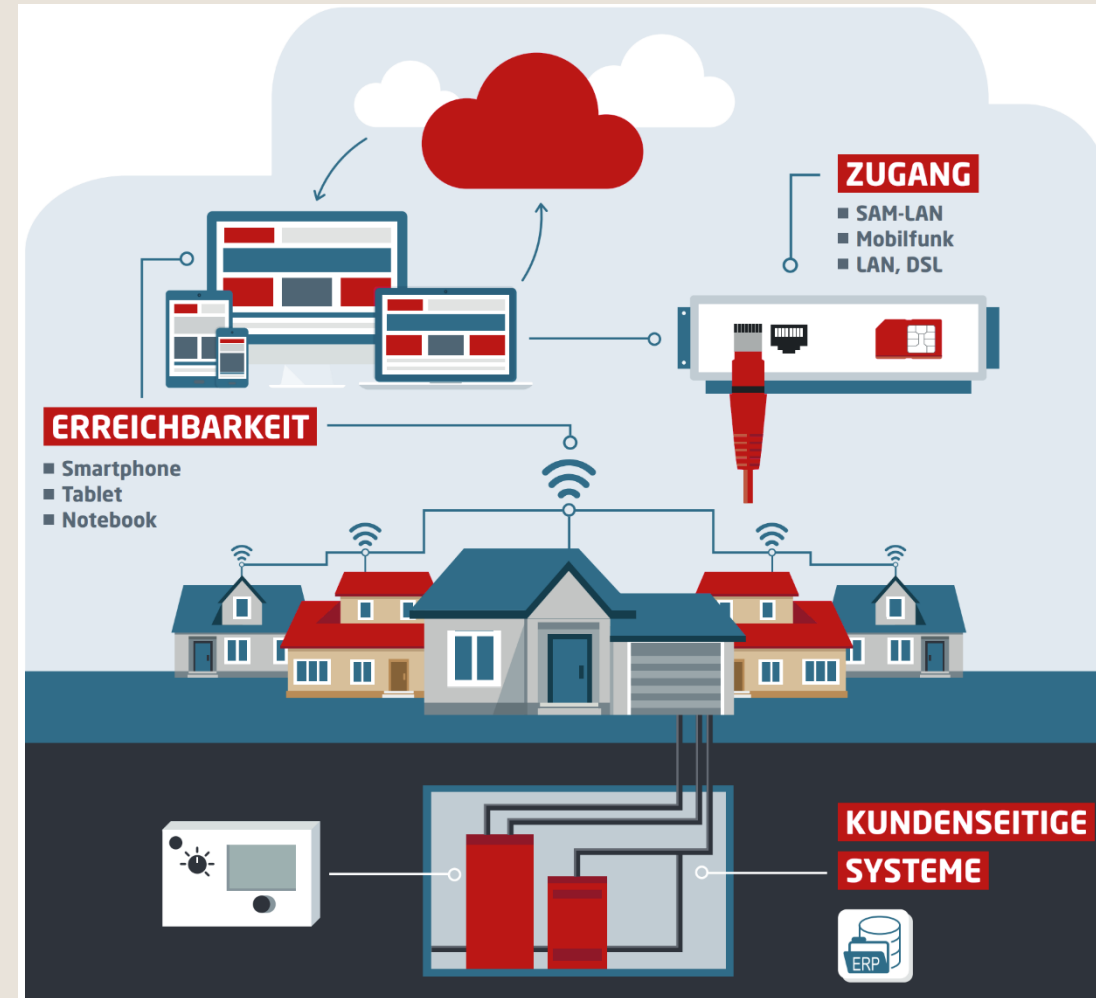 ZUGANG
SAM-LAN
Mobilfunk
LAN, DSL
ERREICHBARKEIT
Smartphone
Tablet
Notebook
KUNDENSEITIGE
SYSTEME
ERP